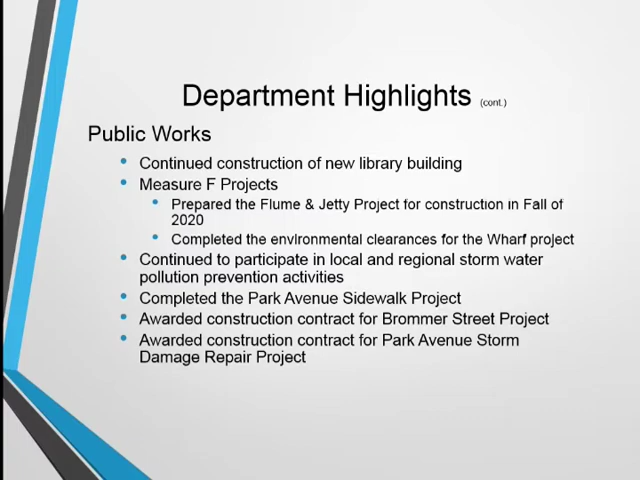 Department Highlights (cont.)
Public Works
• Continued construction of new library building
• Measure F Projects
• Prepared the Flume & Jetty Project for construction in Fall of
2020
• Completed the environmental clearances for the Wharf project
• Continued to participate in local and regional storm water
pollution prevention activities
• Completed the Park Avenue Sidewalk Project
• Awarded construction contract for Brommer Street Project
• Awarded construction contract for Park Avenue Storm
Damage Repair Project